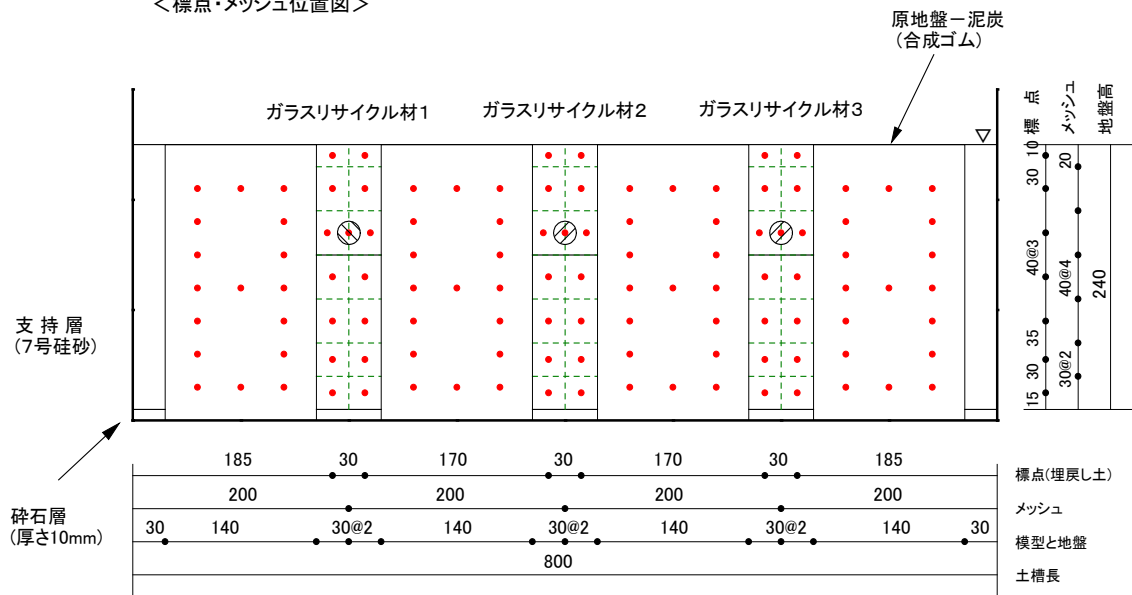 ＜標点・メッシュ位置図＞
原地盤－泥炭
(合成ゴム)
ガラスリサイクル材1
ガラスリサイクル材2
ガラスリサイクル材3
標 点
メッシュ
地盤高
10
30
40@3
35
30
15
20
40@4
30@2
240
支 持 層
(7号硅砂)
砕石層
(厚さ10mm)
185 30 170 30 170 30 185
標点(埋戻し土)
200 200 200 200
メッシュ
30 140 30@2 140 30@2 140 30@2 140 30
模型と地盤
800
土槽長